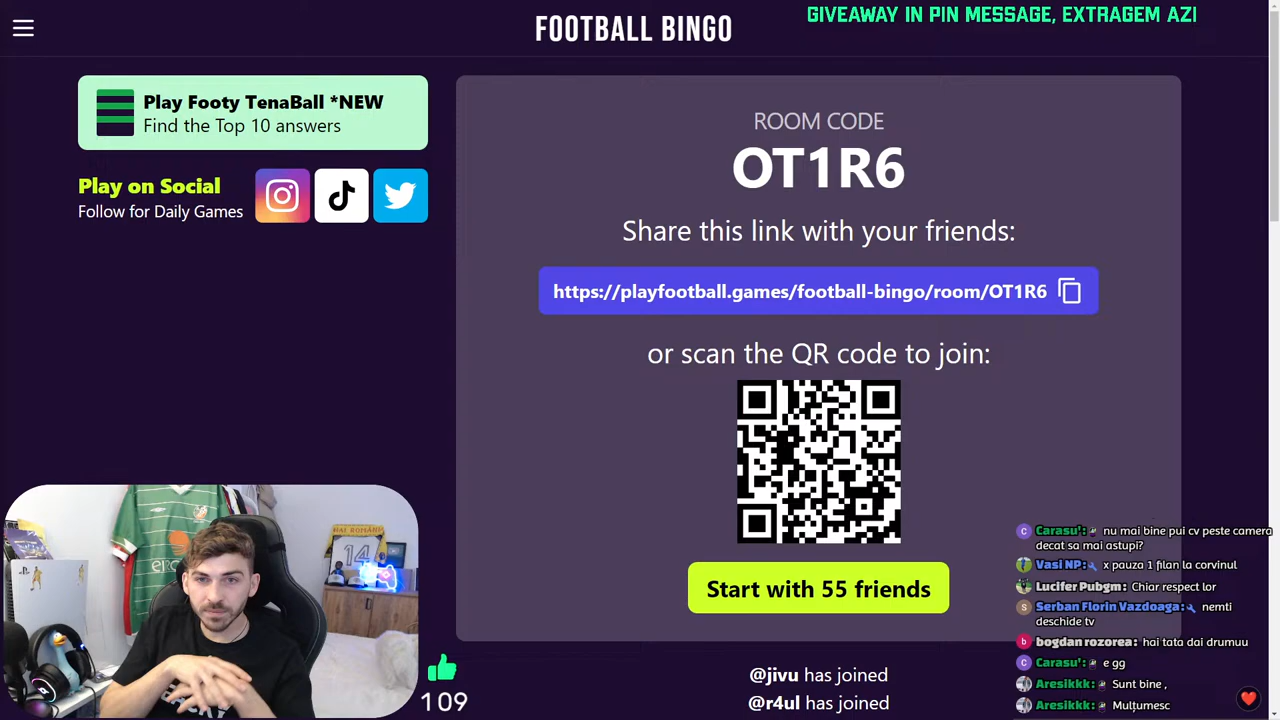 FOOTBALL BINGO
GIVEAWAY IN PIN MESSAGE, EXTRAGEM AZI
Play Footy TenaBall *NEW
Find the Top 10 answers
Play on Social
Follow for Daily Games
ROOM CODE
OT1R6
Share this link with your friends:
https://playfootball.games/football-bingo/room/OT1R6
or scan the QR code to join:
Start with 55 friends
@jivu has joined
@r4ul has joined
HAI ROMÂNIA
14
109
Carasu': nu mai bine pui cv peste camera
decat sa mai astupi?
Vasi NP: x pauza 1 filan la corvinul
Lucifer Pubgm: Chiar respect lor
Serban Florin Vazdoaga: nemti
deschide tv
bogdan rozorea: hai tata dai drumuu
Carasu': e gg
Aresikkk: Sunt bine ,
Aresikkk: Mulțumesc